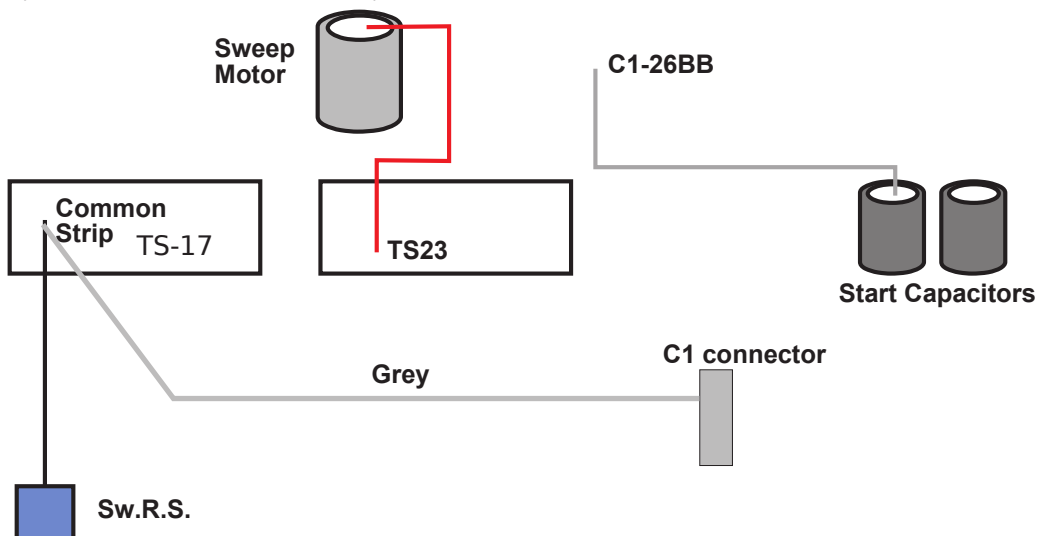 Sweep
Motor
C1-26BB
Common
Strip TS-17
TS23
Start Capacitors
C1 connector
Grey
Sw.R.S.